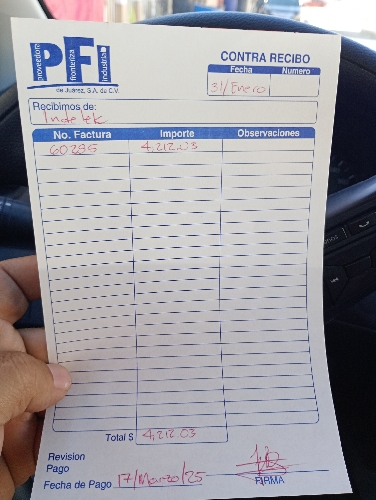 Proveedora
PFI
fronteriza
Industrial
de Juárez, S.A. de C.V.
CONTRA RECIBO
Fecha Numero
31/Enero
Recibimos de:
Indetek
No. Factura Importe Observaciones
60295 4,212.03
Total $ 4,212.03
Revision
Pago
Fecha de Pago 17/Marzo/25
FIRMA